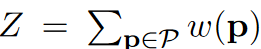 Z = ∑_{𝐩∈𝒫} w(𝐩)